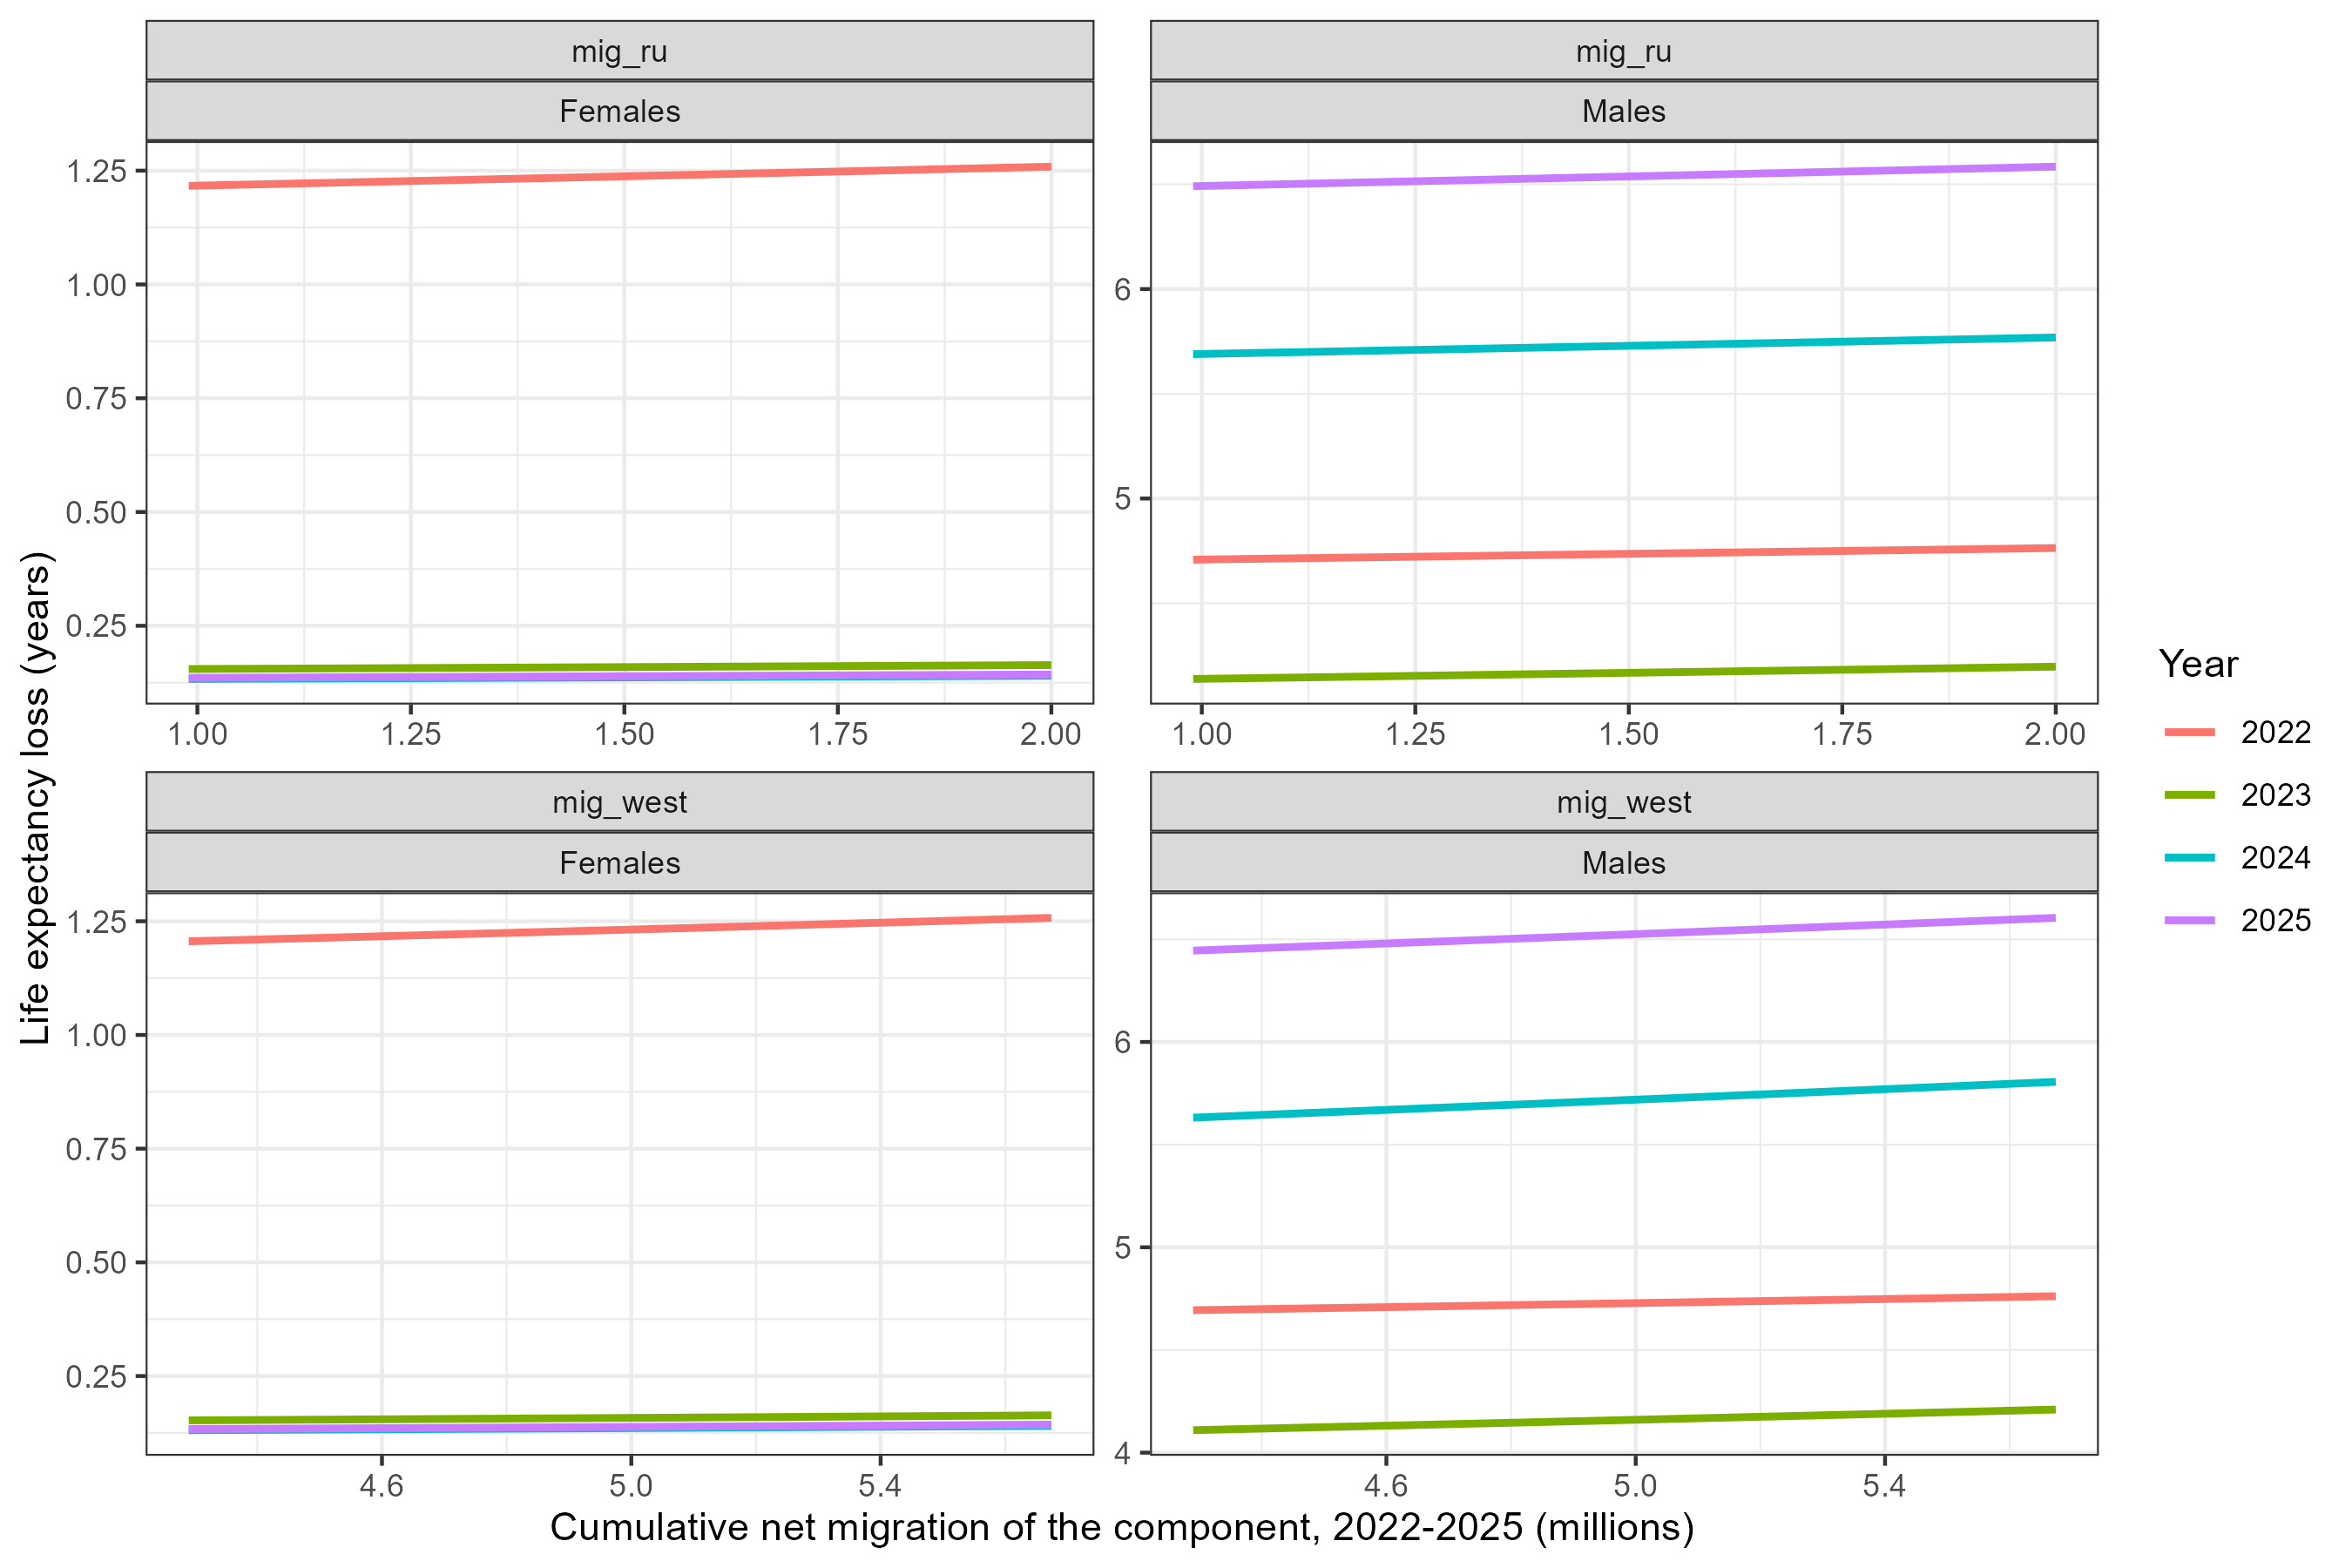 mig_ru
Females
1.25
1.00
0.75
0.50
0.25
1.00 1.25 1.50 1.75 2.00
mig_ru
Males
6
5
1.00 1.25 1.50 1.75 2.00
mig_west
Females
1.25
1.00
0.75
0.50
0.25
4.6 5.0 5.4
mig_west
Males
6
5
4
4.6 5.0 5.4
Life expectancy loss (years)
Cumulative net migration of the component, 2022-2025 (millions)
Year
2022
2023
2024
2025